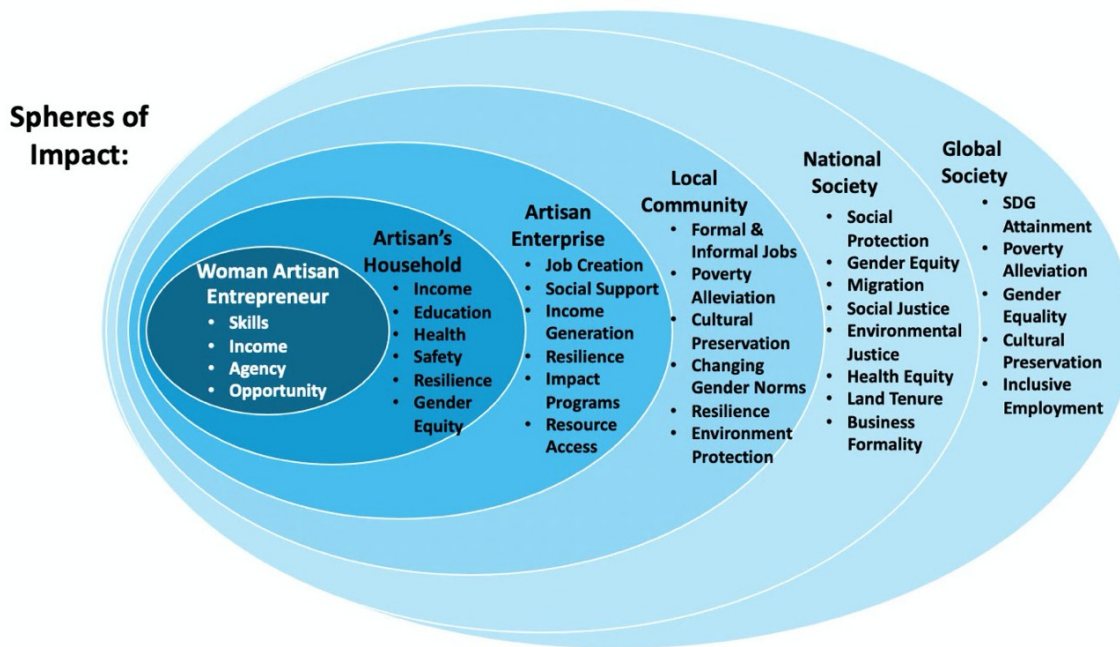 Spheres of
Impact:
Woman Artisan
Entrepreneur
• Skills
• Income
• Agency
• Opportunity
Artisan's
Household
• Income
• Education
• Health
• Safety
• Resilience
• Gender
Equity
Artisan
Enterprise
• Job Creation
• Social Support
• Income
Generation
• Resilience
• Impact
Programs
• Resource
Access
Local
Community
• Formal &
Informal Jobs
• Poverty
Alleviation
• Cultural
Preservation
• Changing
Gender Norms
• Resilience
• Environment
Protection
National
Society
• Social
Protection
• Gender Equity
• Migration
• Social Justice
• Environmental
Justice
• Health Equity
• Land Tenure
• Business
Formality
Global
Society
• SDG
Attainment
• Poverty
Alleviation
• Gender
Equality
• Cultural
Preservation
• Inclusive
Employment